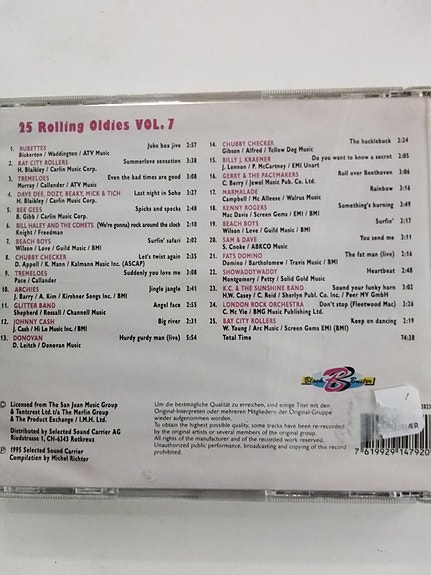 25 Rolling Oldies VOL. 7
1. RUBETTES Juke box jive 2:57
Bickerton / Waddington / ATV Music
2. BAY CITY ROLLERS Summerlove sensation 3:38
H. Blaikley / Carlin Music Corp.
3. TREMELOES Even the bad times are good 3:38
Murray / Callander / ATV Music
4. DAVE DEE, DOZY, BEAKY, MICK & TICH Last night in Soho 3:27
H. Blaikley / Carlin Music Corp.
5. BEE GEES Spicks and specks 2:48
B. Gibb / Carlin Music Corp.
6. BILL HALEY AND THE COMETS (We're gonna) rock around the clock 2:10
Knight / Freedman
7. BEACH BOYS Surfin' safari 2:02
Wilson / Love / Guild Music / BMI
8. CHUBBY CHECKER Let's twist again 2:35
D. Appell / K. Mann / Kalmann Music Inc. (ASCAP)
9. TREMELOES Suddenly you love me 3:08
Pace / Callander
10. ARCHIES Jingle jangle 2:41
J. Barry / A. Kim / Kirshner Songs Inc. / BMI
11. GLITTER BAND Angel face 2:55
Shepherd / Rossall / Channell Music
12. JOHNNY CASH Big river 2:31
J. Cash / Hi Lo Music Inc. / BMI
13. DONOVAN Hurdy gurdy man (live) 5:54
D. Leitch / Donovan Music
14. CHUBBY CHECKER The hucklebuck 2:24
Gibson / Alfred / Yellow Dog Music
15. BILLY J. KRAEMER Do you want to know a secret 2:05
J. Lennon / P. McCartney / EMI Unart
16. GERRY & THE PACEMAKERS Roll over Beethoven 3:06
C. Berry / Jewel Music Pub. Co. Ltd.
17. MARMALADE Rainbow 3:16
Campbell / Mc Alleese / Walrus Music
18. KENNY ROGERS Something's burning 3:49
Mac Davis / Screen Gems / EMI / BMI
19. BEACH BOYS Surfin' 2:17
Wilson / Love / Guild Music / BMI
20. SAM & DAVE You send me 3:11
S. Cooke / ABKCO Music
21. FATS DOMINO The fat man (live) 2:16
Domino / Bartholomew / Travis Music / BMI
22. SHOWADDYWADDY Heartbeat 2:48
Montgomery / Petty / Solid Gold Music
23. K.C. & THE SUNSHINE BAND Sound your funky horn 3:02
H.W. Casey / C. Reid / Sherlyn Publ. Co. Inc. / Peer MV GmbH
24. LONDON ROCK ORCHESTRA Don't stop (Fleetwood Mac) 3:26
C. Mc Vie / BMG Music Publishing Ltd.
25. BAY CITY ROLLERS Keep on dancing 2:19
W. Young / Arc Music / Screen Gems EMI (BMI)
Total Time 74:38
Block Buster
© Licensed from The San Juan Music Group
& Tentcrest Ltd. t/a The Merlin Group
& The Product Exchange / I.M.H. Ltd.
Distributed by Selected Sound Carrier AG
Riedstrasse 1, CH-6343 Rotkreuz
℗ 1995 Selected Sound Carrier
Compilation by Michel Richter
Um die bestmögliche Qualität zu erreichen, sind einige Titel mit den
Original-Interpreten oder mehreren Mitgliedern der Original-Gruppe
wieder aufgenommen worden.
To obtain the highest possible quality, some tracks have been re-recorded
by the original artists or several members of the original group.
All rights of the manufacturer and of the recorded work reserved.
Unauthorized public performance, broadcasting and copying of this record
prohibited.
7 619929 147920